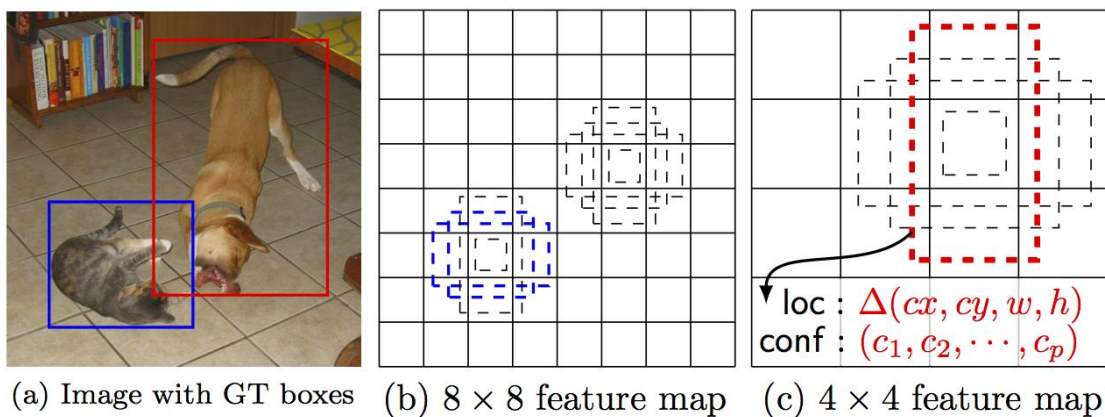 loc : Δ(cx, cy, w, h)
conf : (c₁, c₂, ⋯, cₚ)
(a) Image with GT boxes
(b) 8 × 8 feature map
(c) 4 × 4 feature map